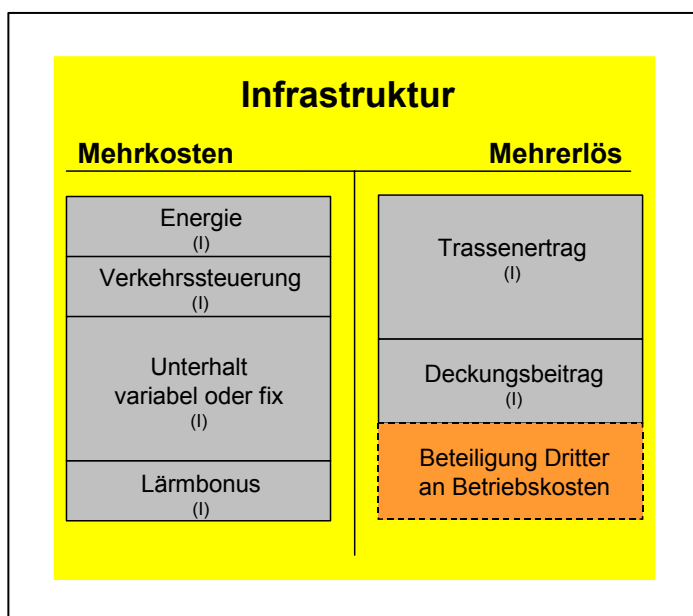 Infrastruktur
Mehrkosten
Mehrerlös
Energie
(I)
Verkehrssteuerung
(I)
Unterhalt
variabel oder fix
(I)
Lärmbonus
(I)
Trassenertrag
(I)
Deckungsbeitrag
(I)
Beteiligung Dritter
an Betriebskosten